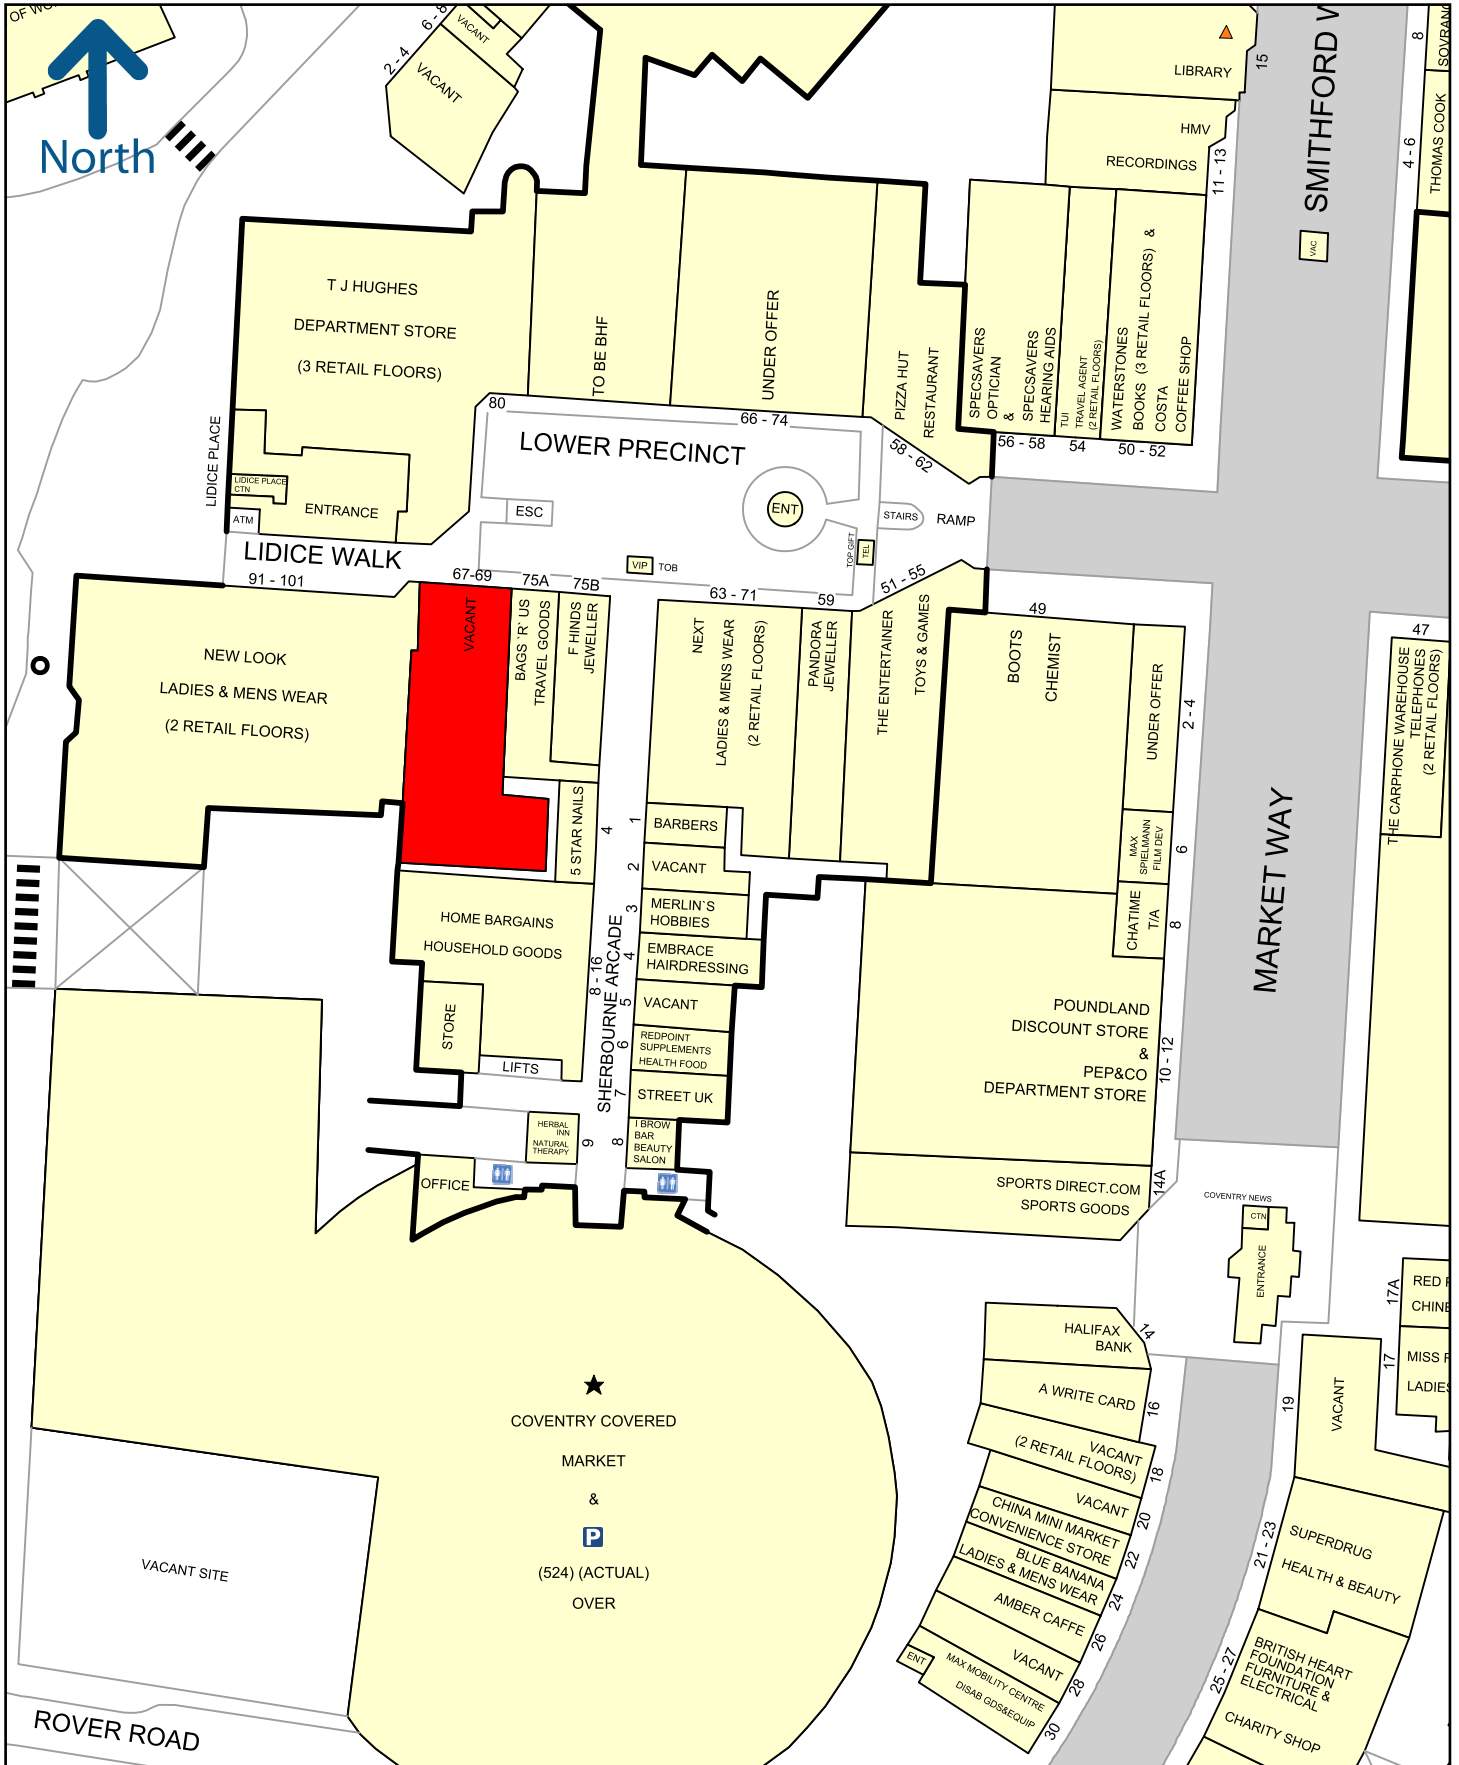 OF WO
North
6 - 8
VACANT
2 - 4
VACANT
LIBRARY
15
HMV
RECORDINGS
11 - 13
SMITHFORD W
VAC
8
SOVRAN
4 - 6
THOMAS COOK
T J HUGHES
DEPARTMENT STORE
(3 RETAIL FLOORS)
TO BE BHF
UNDER OFFER
PIZZA HUT
RESTAURANT
SPECSAVERS
OPTICIAN
&
SPECSAVERS
HEARING AIDS
TUI
TRAVEL AGENT
(2 RETAIL FLOORS)
WATERSTONES
BOOKS (3 RETAIL FLOORS) &
COSTA
COFFEE SHOP
80
66 - 74
58 - 62
56 - 58
54
50 - 52
LOWER PRECINCT
LIDICE PLACE
LIDICE PLACE
CTN
ATM
ENTRANCE
ESC
ENT
STAIRS
RAMP
TOP GIFT
TEL
VIP
TOB
LIDICE WALK
91 - 101
67-69
75A
75B
63 - 71
59
51 - 55
49
47
NEW LOOK
LADIES & MENS WEAR
(2 RETAIL FLOORS)
VACANT
BAGS `R` US
TRAVEL GOODS
F HINDS
JEWELLER
NEXT
LADIES & MENS WEAR
(2 RETAIL FLOORS)
PANDORA
JEWELLER
THE ENTERTAINER
TOYS & GAMES
BOOTS
CHEMIST
UNDER OFFER
2 - 4
THE CARPHONE WAREHOUSE
TELEPHONES
(2 RETAIL FLOORS)
5 STAR NAILS
4
1
BARBERS
2
VACANT
3
MERLIN`S
HOBBIES
4
EMBRACE
HAIRDRESSING
5
VACANT
6
REDPOINT
SUPPLEMENTS
HEALTH FOOD
7
STREET UK
8
I BROW
BAR
BEAUTY
SALON
9
SHERBOURNE ARCADE
8 - 16
HOME BARGAINS
HOUSEHOLD GOODS
STORE
LIFTS
HERBAL
INN
NATURAL
THERAPY
OFFICE
MAX
SPIELMANN
FILM DEV
6
CHATIME
T/A
8
MARKET WAY
POUNDLAND
DISCOUNT STORE
&
PEP&CO
DEPARTMENT STORE
10 - 12
SPORTS DIRECT.COM
SPORTS GOODS
14A
COVENTRY NEWS
CTN
ENTRANCE
17A
RED
CHINE
17
MISS
LADIES
HALIFAX
BANK
14
A WRITE CARD
16
VACANT
(2 RETAIL FLOORS)
18
VACANT
20
CHINA MINI MARKET
CONVENIENCE STORE
22
BLUE BANANA
LADIES & MENS WEAR
24
AMBER CAFFE
26
VACANT
28
ENT
MAX MOBILITY CENTRE
DISAB GDS&EQUIP
30
19
VACANT
21 - 23
SUPERDRUG
HEALTH & BEAUTY
25 - 27
BRITISH HEART
FOUNDATION
FURNITURE &
ELECTRICAL
CHARITY SHOP
COVENTRY COVERED
MARKET
&
P
(524) (ACTUAL)
OVER
VACANT SITE
ROVER ROAD